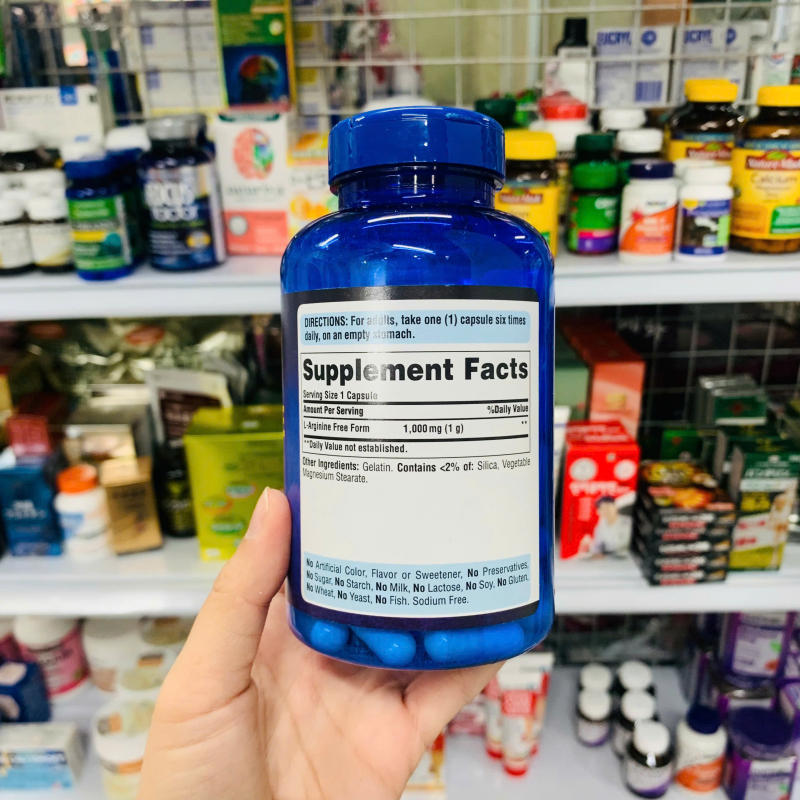 DIRECTIONS: For adults, take one (1) capsule six times
daily, on an empty stomach.
Supplement Facts
Serving Size 1 Capsule
Amount Per Serving %Daily Value
L-Arginine Free Form 1,000 mg (1 g) **
**Daily Value not established.
Other Ingredients: Gelatin. Contains <2% of: Silica, Vegetable
Magnesium Stearate.
No Artificial Color, Flavor or Sweetener, No Preservatives,
No Sugar, No Starch, No Milk, No Lactose, No Soy, No Gluten,
No Wheat, No Yeast, No Fish. Sodium Free.
Nature Made
Calcium